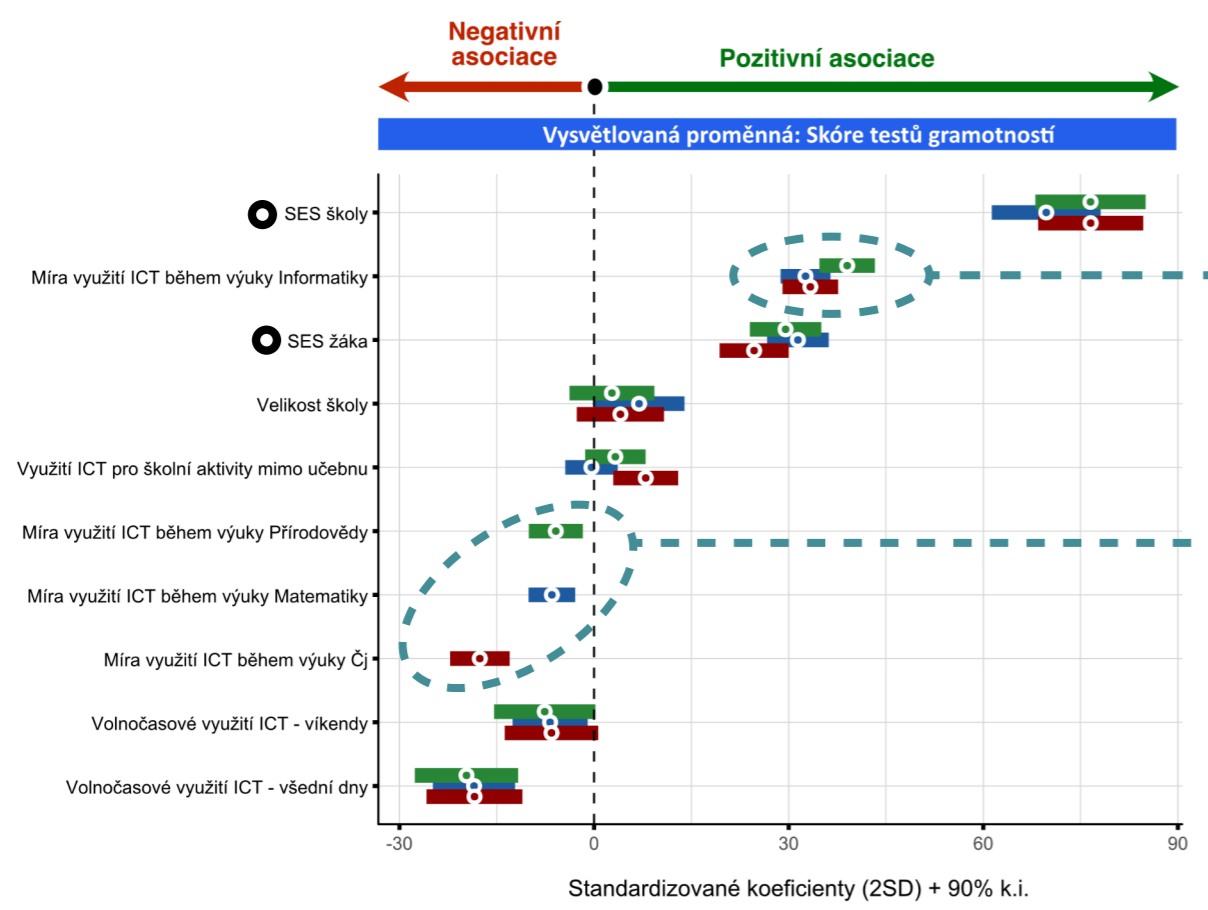 Negativní
asociace
Pozitivní asociace
Vysvětlovaná proměnná: Skóre testů gramotností
SES školy
Míra využití ICT během výuky Informatiky
SES žáka
Velikost školy
Využití ICT pro školní aktivity mimo učebnu
Míra využití ICT během výuky Přírodovědy
Míra využití ICT během výuky Matematiky
Míra využití ICT během výuky Čj
Volnočasové využití ICT - víkendy
Volnočasové využití ICT - všední dny
-30 0 30 60 90
Standardizované koeficienty (2SD) + 90% k.i.